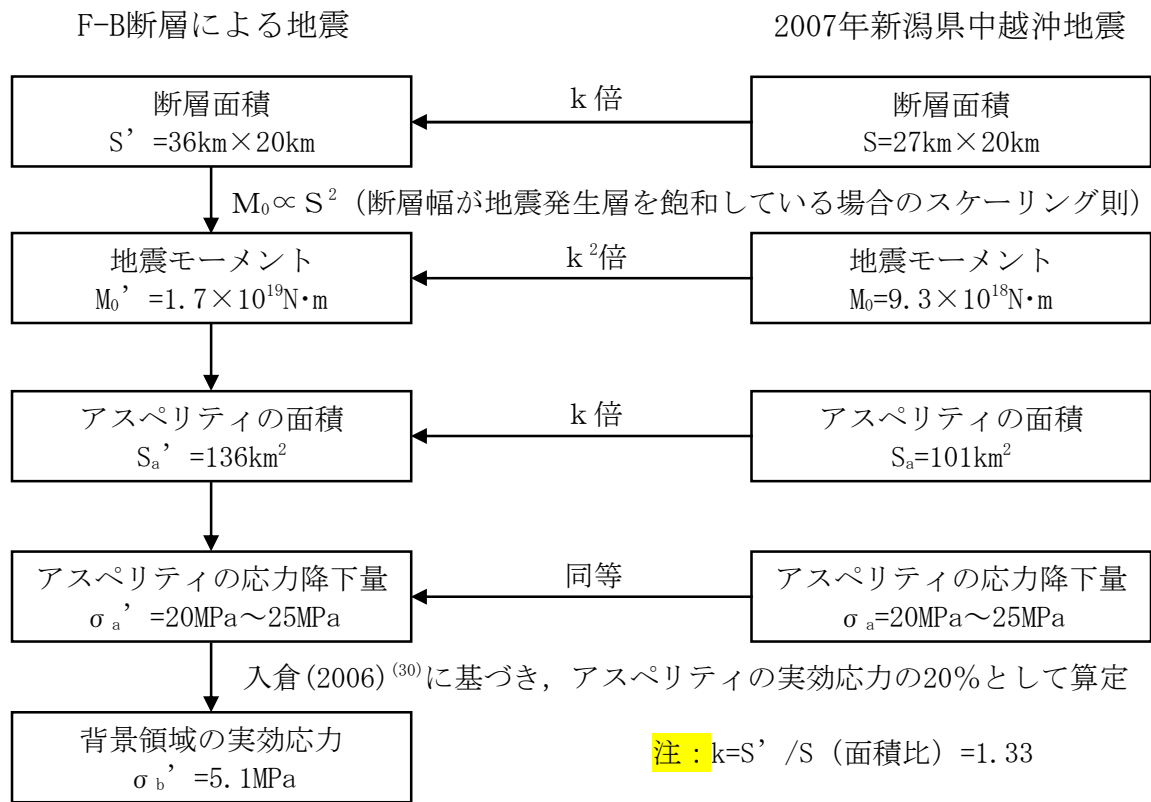 F-B断層による地震
2007年新潟県中越沖地震
断層面積
S’=36km×20km
k倍
断層面積
S=27km×20km
M₀∝S²（断層幅が地震発生層を飽和している場合のスケーリング則）
地震モーメント
M₀’=1.7×10¹⁹N・m
k²倍
地震モーメント
M₀=9.3×10¹⁸N・m
アスペリティの面積
Sₐ’=136km²
k倍
アスペリティの面積
Sₐ=101km²
アスペリティの応力降下量
σₐ’=20MPa～25MPa
同等
アスペリティの応力降下量
σₐ=20MPa～25MPa
入倉(2006)⁽³⁰⁾に基づき，アスペリティの実効応力の20％として算定
背景領域の実効応力
σb’=5.1MPa
注：k=S’/S（面積比）=1.33